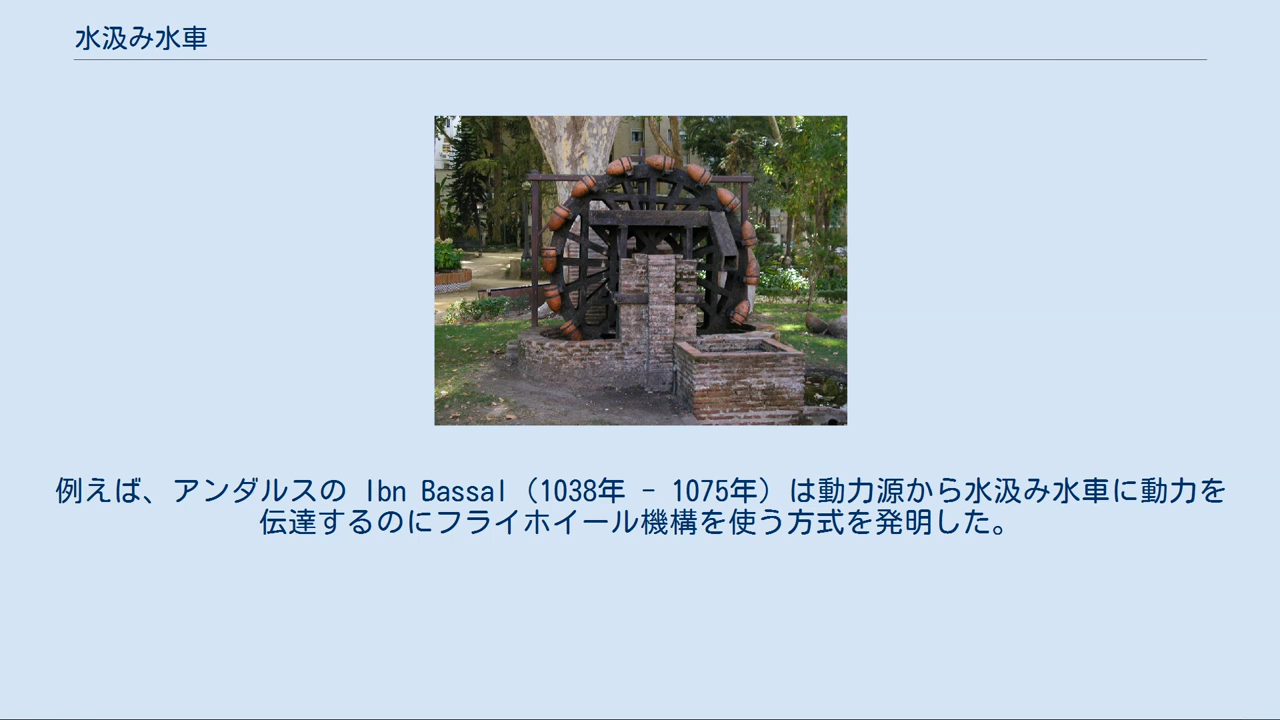 水汲み水車
例えば、アンダルスの Ibn Bassal（1038年 - 1075年）は動力源から水汲み水車に動力を
伝達するのにフライホイール機構を使う方式を発明した。